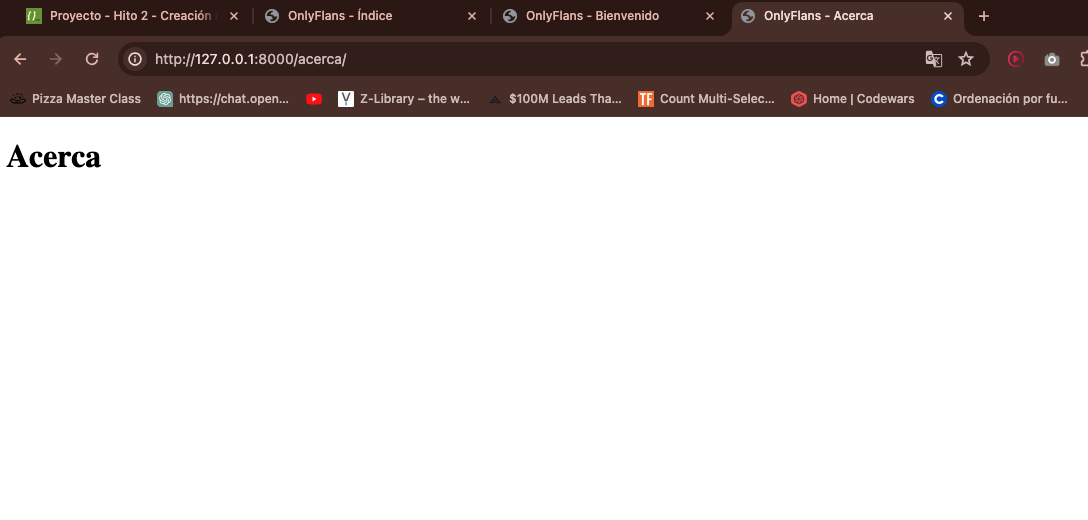 Proyecto - Hito 2 - Creación
OnlyFlans - Índice
OnlyFlans - Bienvenido
OnlyFlans - Acerca
http://127.0.0.1:8000/acerca/
Pizza Master Class
https://chat.open...
Z-Library – the w...
$100M Leads Tha...
TF
Count Multi-Selec...
Home | Codewars
Ordenación por fu...
Acerca